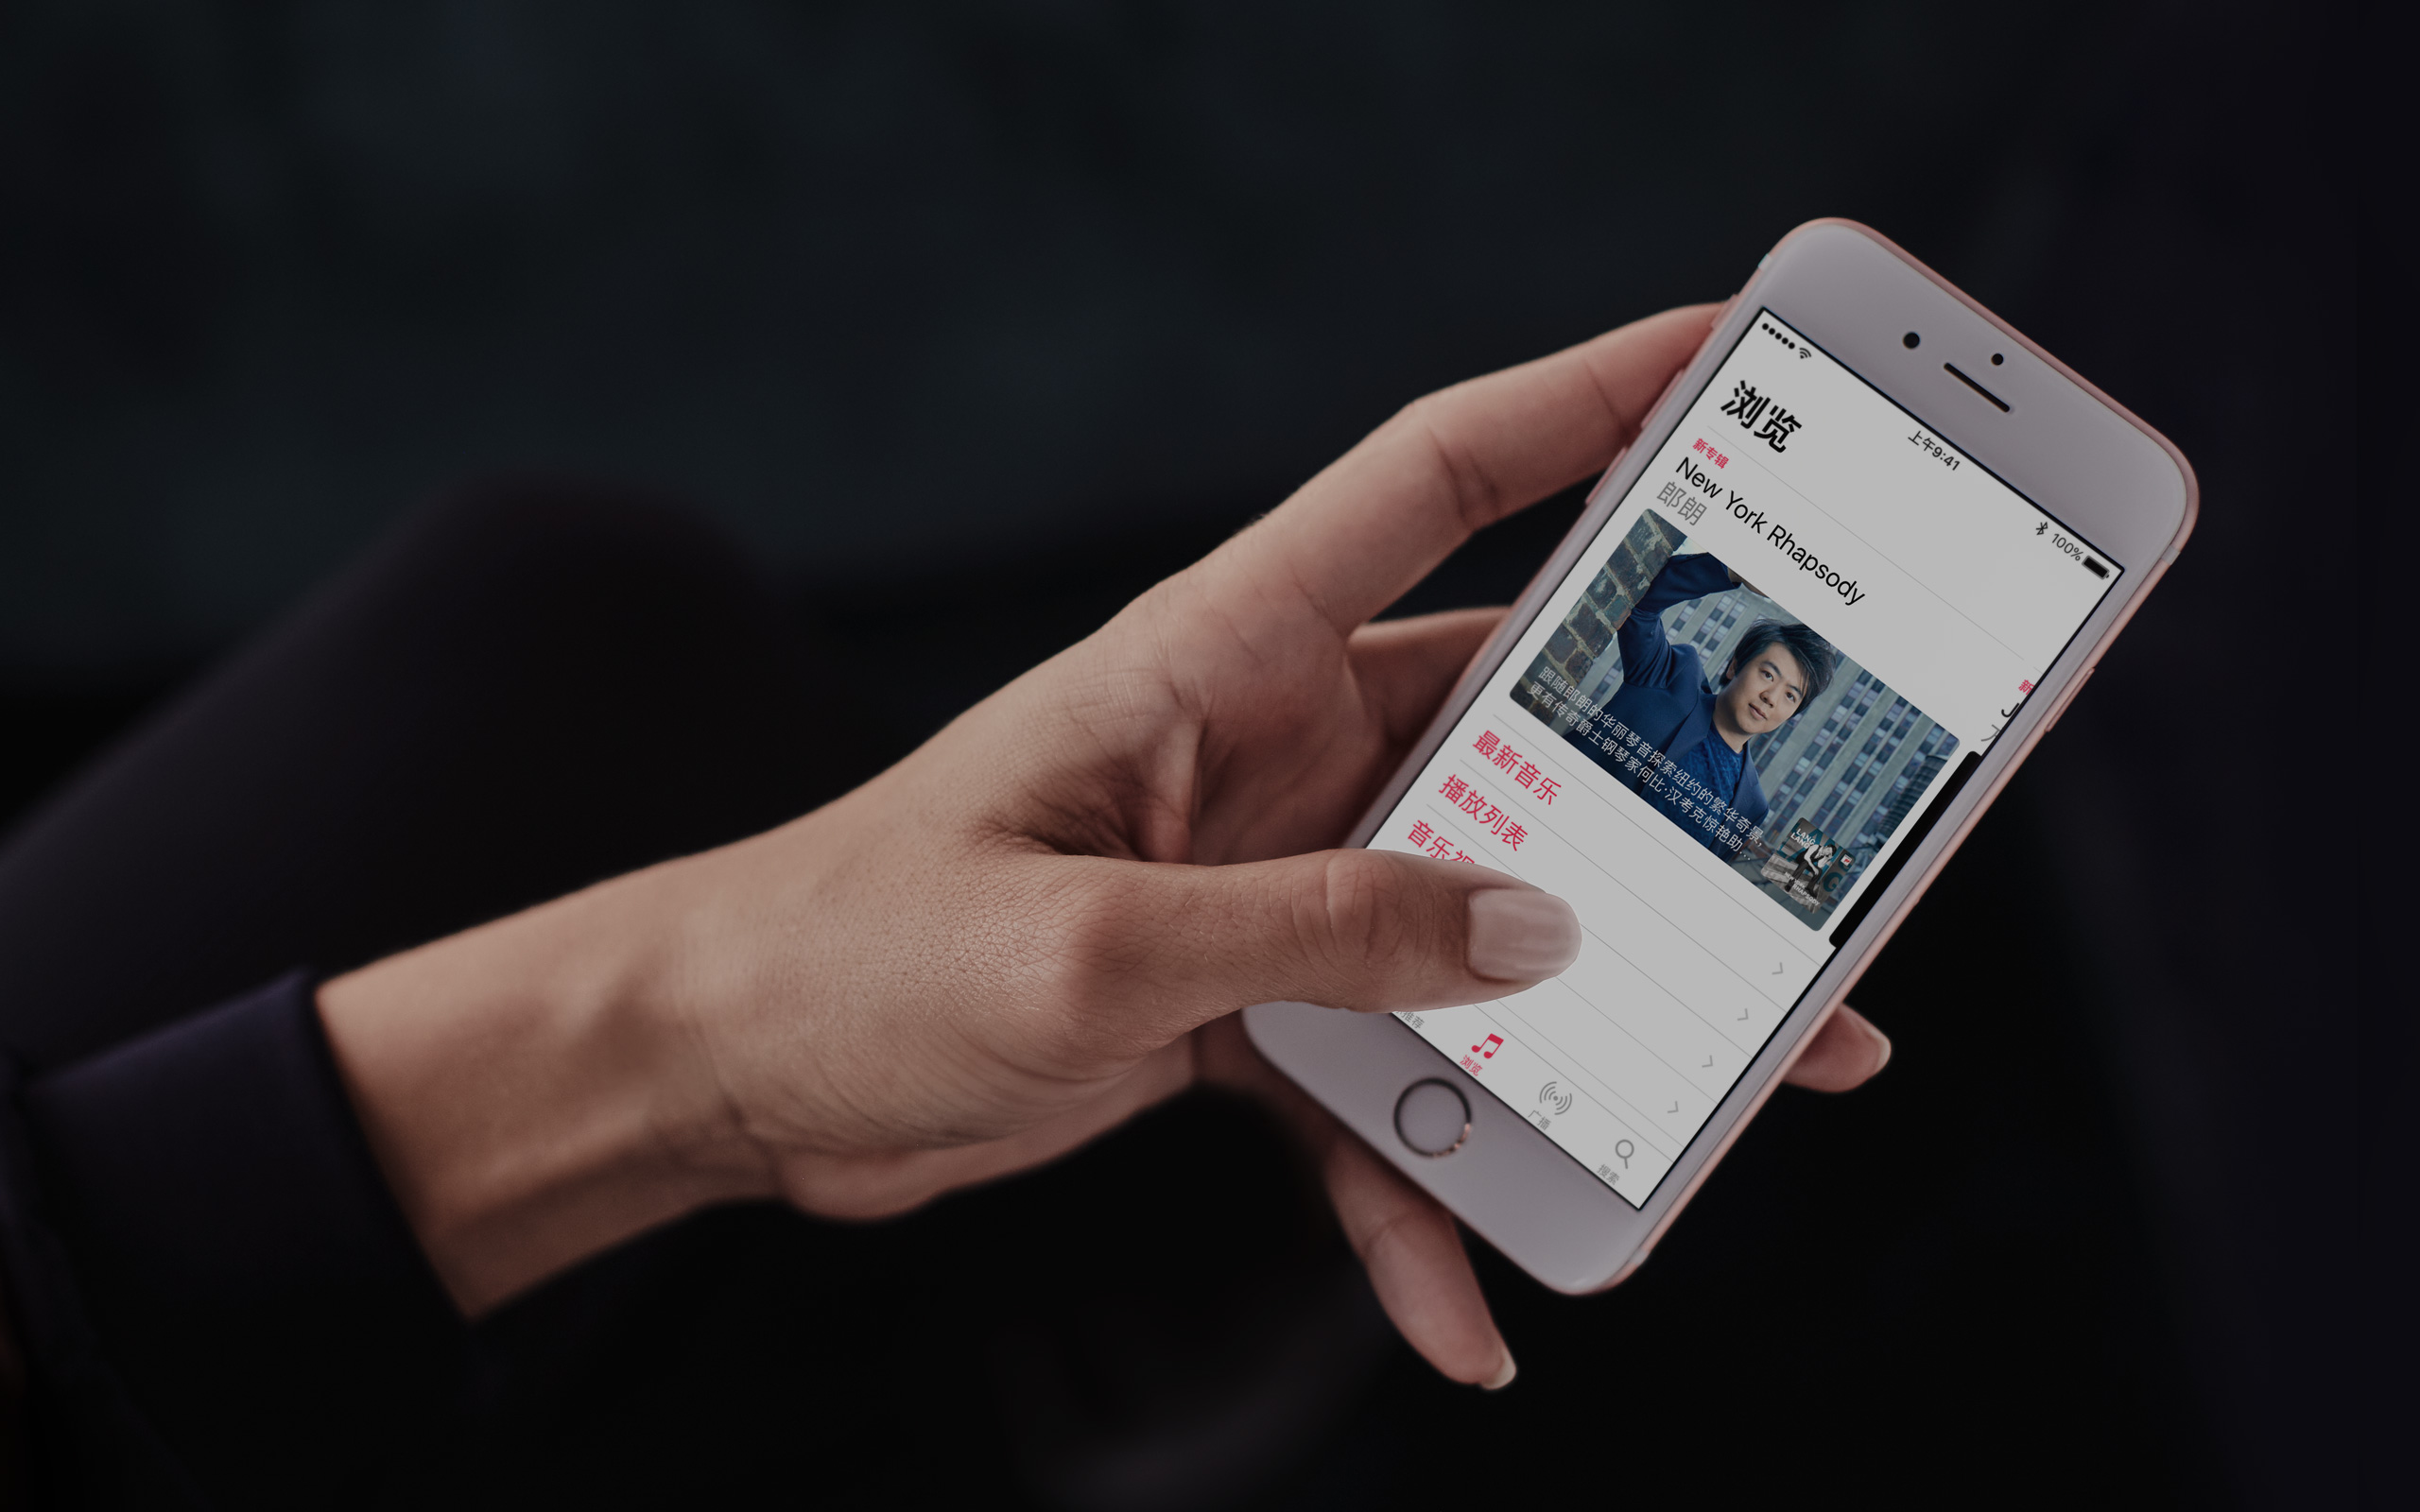 上午9:41
100%
浏览
新专辑
New York Rhapsody
郎朗
新
J
跟随郎朗的华丽琴音探索纽约的繁华奇景，
更有传奇爵士钢琴家何比·汉考克惊艳助...
LANG
LANG
最新音乐
播放列表
音乐视
推荐
浏览
广播
搜索